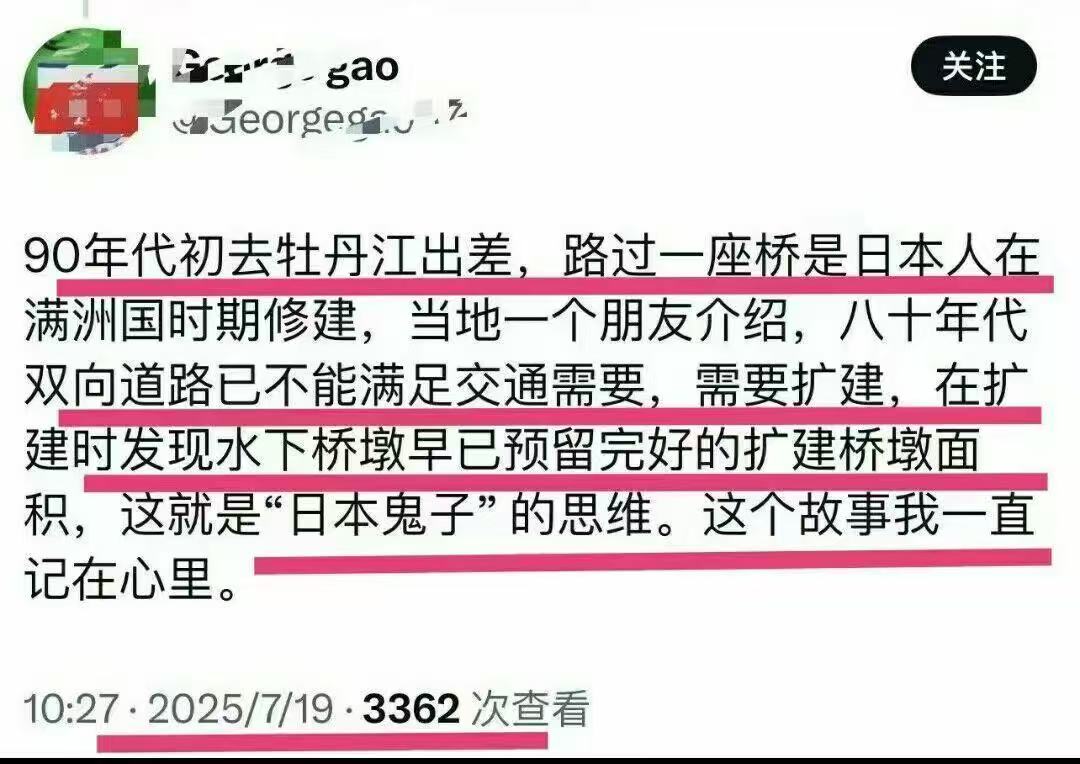 gao
关注
90年代初去牡丹江出差，路过一座桥是日本人在
满洲国时期修建，当地一个朋友介绍，八十年代
双向道路已不能满足交通需要，需要扩建，在扩
建时发现水下桥墩早已预留完好的扩建桥墩面
积，这就是“日本鬼子”的思维。这个故事我一直
记在心里。
10:27 · 2025/7/19 · 3362 次查看